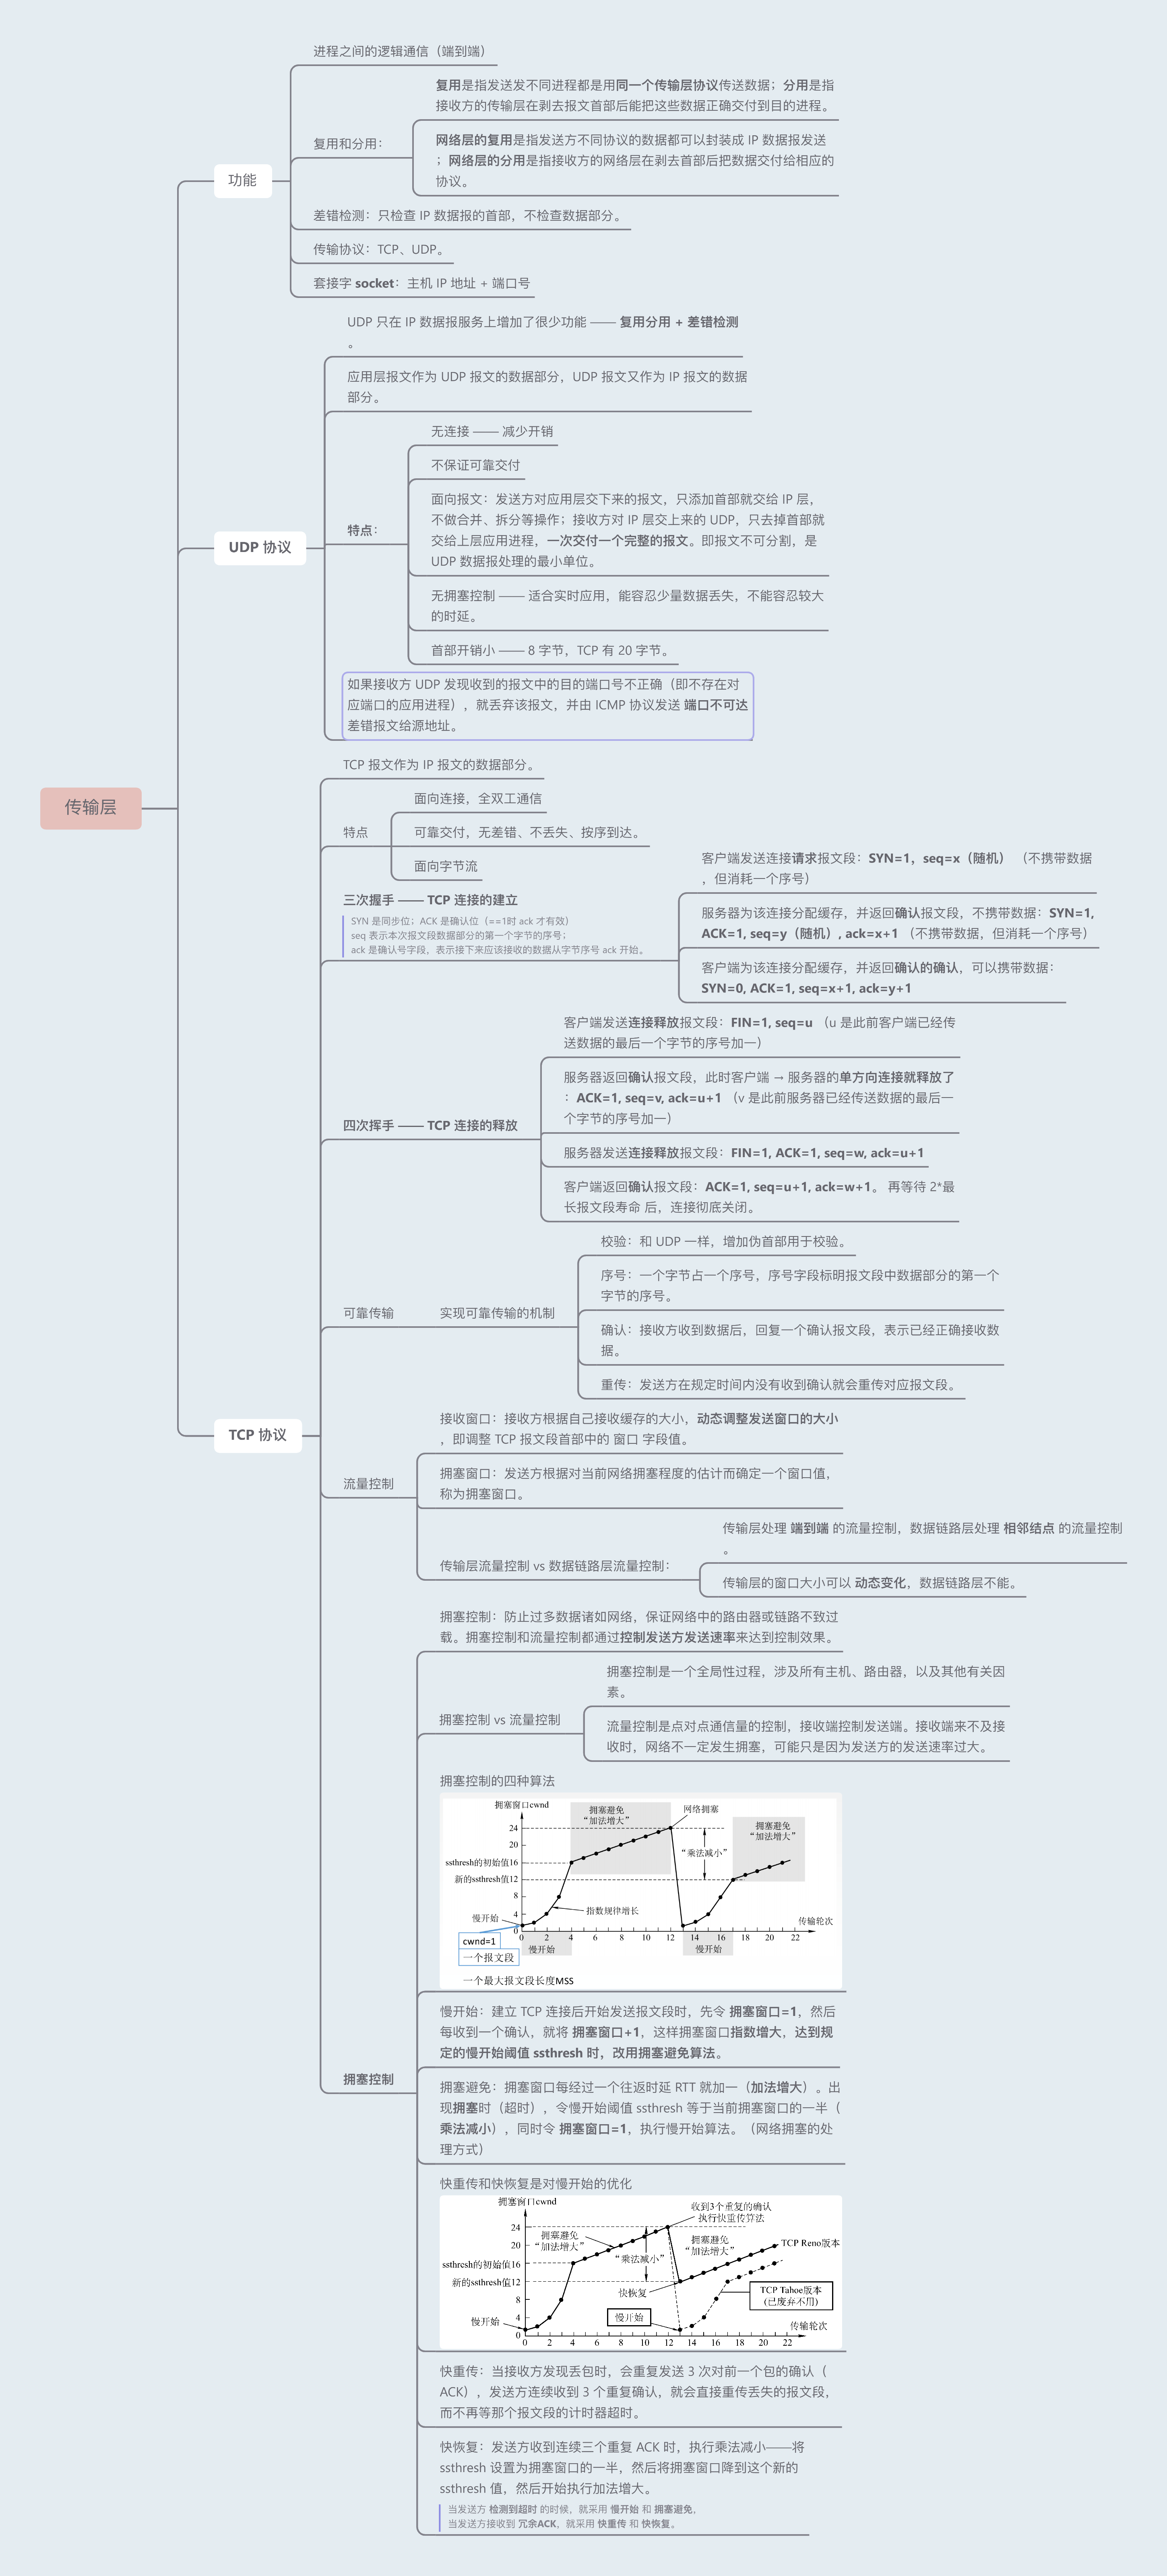 传输层
功能
进程之间的逻辑通信（端到端）
复用和分用：
复用是指发送发不同进程都是用同一个传输层协议传送数据；分用是指
接收方的传输层在剥去报文首部后能把这些数据正确交付到目的进程。
网络层的复用是指发送方不同协议的数据都可以封装成 IP 数据报发送
；网络层的分用是指接收方的网络层在剥去首部后把数据交付给相应的
协议。
差错检测：只检查 IP 数据报的首部，不检查数据部分。
传输协议：TCP、UDP。
套接字 socket：主机 IP 地址 + 端口号
UDP 协议
UDP 只在 IP 数据报服务上增加了很少功能 —— 复用分用 + 差错检测
。
应用层报文作为 UDP 报文的数据部分，UDP 报文又作为 IP 报文的数据
部分。
特点：
无连接 —— 减少开销
不保证可靠交付
面向报文：发送方对应用层交下来的报文，只添加首部就交给 IP 层，
不做合并、拆分等操作；接收方对 IP 层交上来的 UDP，只去掉首部就
交给上层应用进程，一次交付一个完整的报文。即报文不可分割，是
UDP 数据报处理的最小单位。
无拥塞控制 —— 适合实时应用，能容忍少量数据丢失，不能容忍较大
的时延。
首部开销小 —— 8 字节，TCP 有 20 字节。
如果接收方 UDP 发现收到的报文中的目的端口号不正确（即不存在对
应端口的应用进程），就丢弃该报文，并由 ICMP 协议发送 端口不可达
差错报文给源地址。
TCP 协议
TCP 报文作为 IP 报文的数据部分。
特点
面向连接，全双工通信
可靠交付，无差错、不丢失、按序到达。
面向字节流
三次握手 —— TCP 连接的建立
SYN 是同步位；ACK 是确认位（==1时 ack 才有效）
seq 表示本次报文段数据部分的第一个字节的序号；
ack 是确认号字段，表示接下来应该接收的数据从字节序号 ack 开始。
客户端发送连接请求报文段：SYN=1，seq=x（随机） （不携带数据
，但消耗一个序号）
服务器为该连接分配缓存，并返回确认报文段，不携带数据：SYN=1,
ACK=1, seq=y（随机）, ack=x+1 （不携带数据，但消耗一个序号）
客户端为该连接分配缓存，并返回确认的确认，可以携带数据：
SYN=0, ACK=1, seq=x+1, ack=y+1
四次挥手 —— TCP 连接的释放
客户端发送连接释放报文段：FIN=1, seq=u （u 是此前客户端已经传
送数据的最后一个字节的序号加一）
服务器返回确认报文段，此时客户端 → 服务器的单方向连接就释放了
：ACK=1, seq=v, ack=u+1 （v 是此前服务器已经传送数据的最后一
个字节的序号加一）
服务器发送连接释放报文段：FIN=1, ACK=1, seq=w, ack=u+1
客户端返回确认报文段：ACK=1, seq=u+1, ack=w+1。 再等待 2*最
长报文段寿命 后，连接彻底关闭。
可靠传输
实现可靠传输的机制
校验：和 UDP 一样，增加伪首部用于校验。
序号：一个字节占一个序号，序号字段标明报文段中数据部分的第一个
字节的序号。
确认：接收方收到数据后，回复一个确认报文段，表示已经正确接收数
据。
重传：发送方在规定时间内没有收到确认就会重传对应报文段。
流量控制
接收窗口：接收方根据自己接收缓存的大小，动态调整发送窗口的大小
，即调整 TCP 报文段首部中的 窗口 字段值。
拥塞窗口：发送方根据对当前网络拥塞程度的估计而确定一个窗口值，
称为拥塞窗口。
传输层流量控制 vs 数据链路层流量控制：
传输层处理 端到端 的流量控制，数据链路层处理 相邻结点 的流量控制
。
传输层的窗口大小可以 动态变化，数据链路层不能。
拥塞控制
拥塞控制：防止过多数据诸如网络，保证网络中的路由器或链路不致过
载。拥塞控制和流量控制都通过控制发送方发送速率来达到控制效果。
拥塞控制 vs 流量控制
拥塞控制是一个全局性过程，涉及所有主机、路由器，以及其他有关因
素。
流量控制是点对点通信量的控制，接收端控制发送端。接收端来不及接
收时，网络不一定发生拥塞，可能只是因为发送方的发送速率过大。
拥塞控制的四种算法
拥塞窗口cwnd
拥塞避免
“加法增大”
网络拥塞
拥塞避免
“加法增大”
“乘法减小”
24
20
ssthresh的初始值16
新的ssthresh值12
8
4
0
慢开始
指数规律增长
传输轮次
0 2 4 6 8 10 12 14 16 18 20 22
慢开始
慢开始
cwnd=1
一个报文段
一个最大报文段长度MSS
慢开始：建立 TCP 连接后开始发送报文段时，先令 拥塞窗口=1，然后
每收到一个确认，就将 拥塞窗口+1，这样拥塞窗口指数增大，达到规
定的慢开始阈值 ssthresh 时，改用拥塞避免算法。
拥塞避免：拥塞窗口每经过一个往返时延 RTT 就加一（加法增大）。出
现拥塞时（超时），令慢开始阈值 ssthresh 等于当前拥塞窗口的一半（
乘法减小），同时令 拥塞窗口=1，执行慢开始算法。（网络拥塞的处
理方式）
快重传和快恢复是对慢开始的优化
拥塞窗口cwnd
收到3个重复的确认
执行快重传算法
24
20
ssthresh的初始值16
新的ssthresh值12
8
4
0
拥塞避免
“加法增大”
“乘法减小”
拥塞避免
“加法增大”
TCP Reno版本
快恢复
TCP Tahoe版本
(已废弃不用)
慢开始
慢开始
传输轮次
0 2 4 6 8 10 12 14 16 18 20 22
快重传：当接收方发现丢包时，会重复发送 3 次对前一个包的确认（
ACK），发送方连续收到 3 个重复确认，就会直接重传丢失的报文段，
而不再等那个报文段的计时器超时。
快恢复：发送方收到连续三个重复 ACK 时，执行乘法减小——将
ssthresh 设置为拥塞窗口的一半，然后将拥塞窗口降到这个新的
ssthresh 值，然后开始执行加法增大。
当发送方 检测到超时 的时候，就采用 慢开始 和 拥塞避免，
当发送方接收到 冗余ACK，就采用 快重传 和 快恢复。